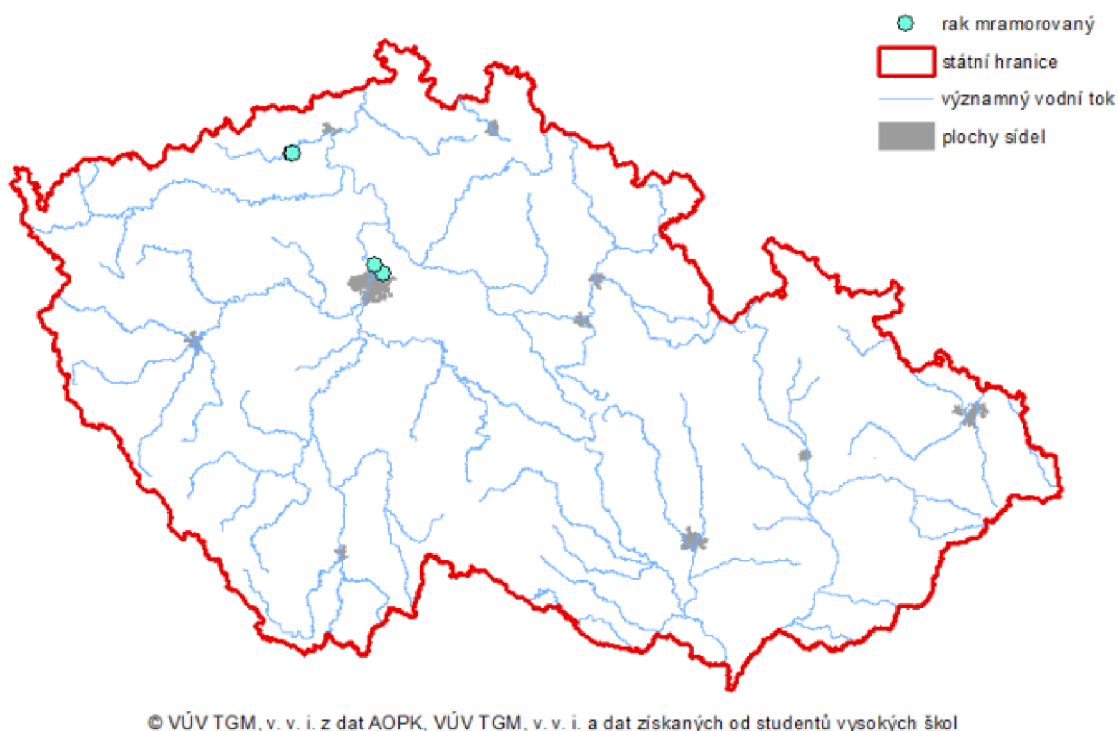 rak mramorovaný
státní hranice
významný vodní tok
plochy sídel
© VÚV TGM, v. v. i. z dat AOPK, VÚV TGM, v. v. i. a dat získaných od studentů vysokých škol